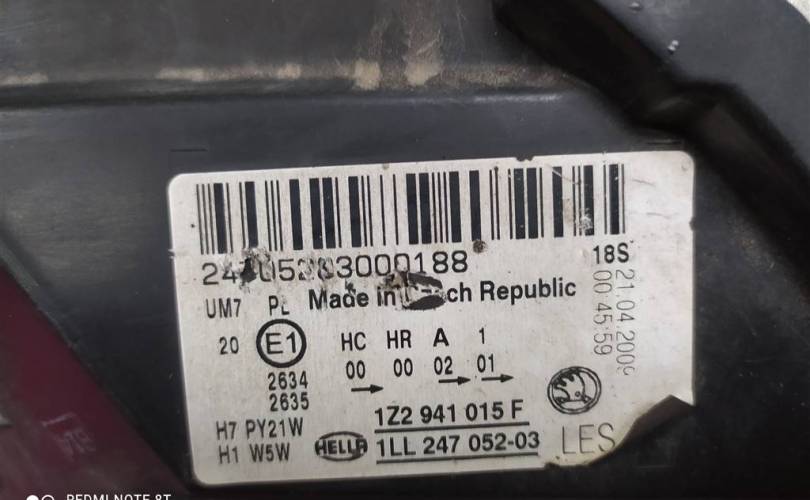 18S
21.04.200
00:45:59
UM7 PL Made in ch Republic
20 E1 HC HR A 1
00 00 02 01
2634
2635
1Z2 941 015 F
H7 PY21W
H1 W5W HELLA 1LL 247 052-03 LES
REDMI NOTE 8T